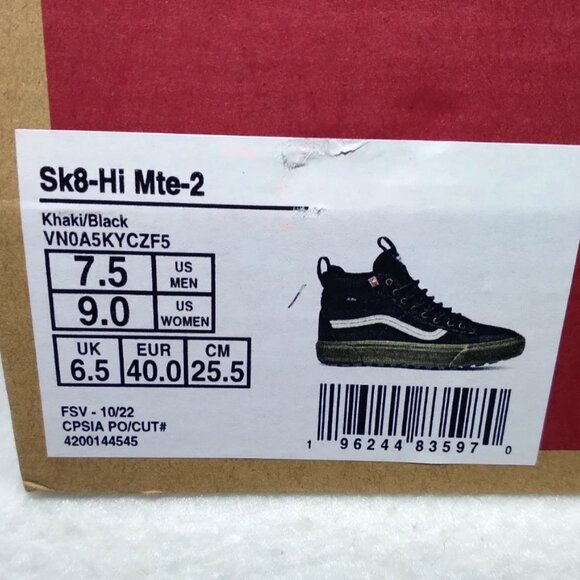 Sk8-Hi Mte-2
Khaki/Black
VN0A5KYCZF5
7.5 US MEN
9.0 US WOMEN
UK 6.5 EUR 40.0 CM 25.5
FSV - 10/22
CPSIA PO/CUT#
4200144545
1 96244 83597 0